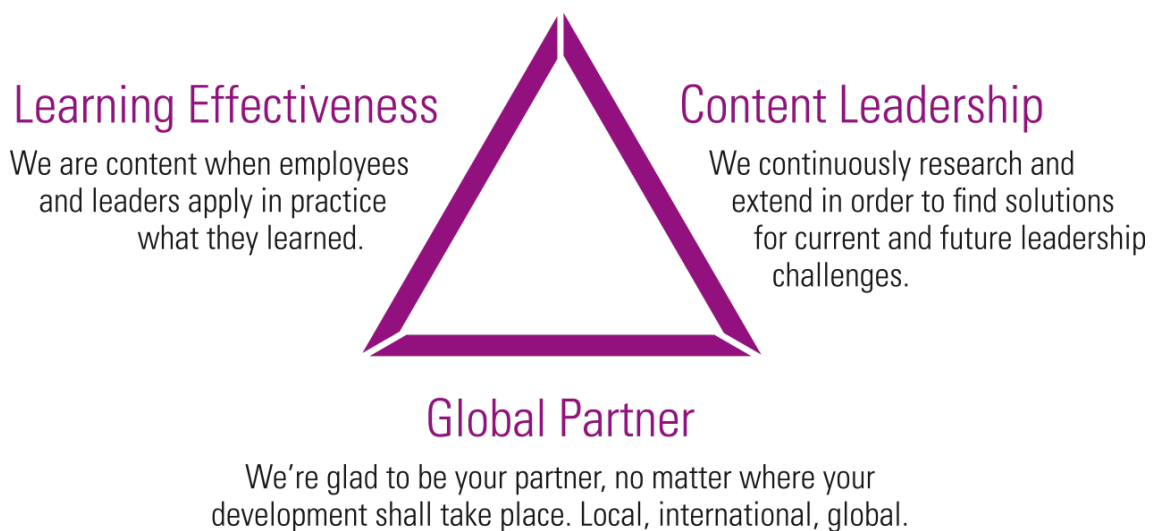 Learning Effectiveness
We are content when employees
and leaders apply in practice
what they learned.
Content Leadership
We continuously research and
extend in order to find solutions
for current and future leadership
challenges.
Global Partner
We’re glad to be your partner, no matter where your
development shall take place. Local, international, global.